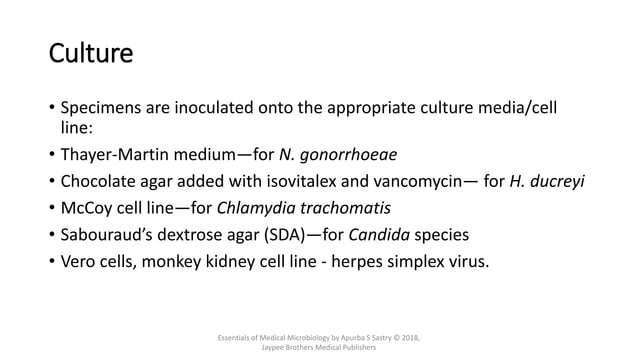 Culture
• Specimens are inoculated onto the appropriate culture media/cell
line:
• Thayer-Martin medium—for N. gonorrhoeae
• Chocolate agar added with isovitalex and vancomycin— for H. ducreyi
• McCoy cell line—for Chlamydia trachomatis
• Sabouraud’s dextrose agar (SDA)—for Candida species
• Vero cells, monkey kidney cell line - herpes simplex virus.
Essentials of Medical Microbiology by Apurba S Sastry © 2018,
Jaypee Brothers Medical Publishers